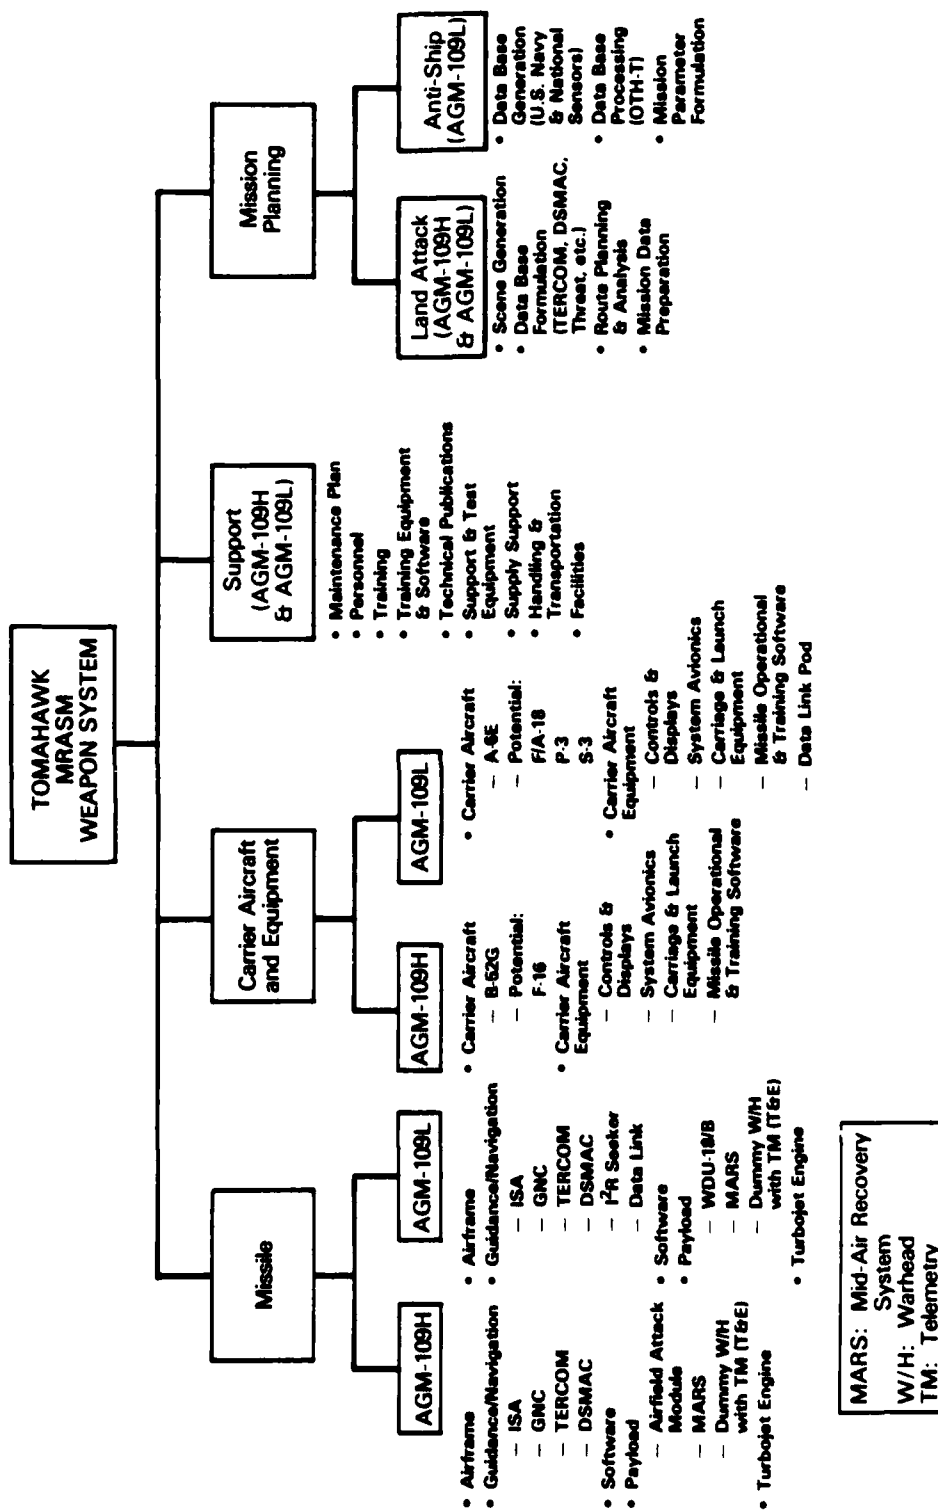 TOMAHAWK
MRASM
WEAPON SYSTEM
Missile
AGM-109H
• Airframe
• Guidance/Navigation
— ISA
— GNC
— TERCOM
— DSMAC
• Software
• Payload
— Airfield Attack
Module
— MARS
— Dummy W/H
with TM (T&E)
• Turbojet Engine
AGM-109L
• Airframe
• Guidance/Navigation
— ISA
— GNC
— TERCOM
— DSMAC
— I²R Seeker
— Data Link
• Software
• Payload
— WDU-18/B
— MARS
— Dummy W/H
with TM (T&E)
• Turbojet Engine
Carrier Aircraft
and Equipment
AGM-109H
• Carrier Aircraft
— B-52G
— Potential:
F-16
• Carrier Aircraft
Equipment
— Controls &
Displays
— System Avionics
— Carriage & Launch
Equipment
— Missile Operational
& Training Software
AGM-109L
• Carrier Aircraft
— A-6E
— Potential:
F/A-18
P-3
S-3
• Carrier Aircraft
Equipment
— Controls &
Displays
— System Avionics
— Carriage & Launch
Equipment
— Missile Operational
& Training Software
— Data Link Pod
Support
(AGM-109H
& AGM-109L)
• Maintenance Plan
• Personnel
• Training
• Training Equipment
& Software
• Technical Publications
• Support & Test
Equipment
• Supply Support
• Handling &
Transportation
• Facilities
Mission
Planning
Land Attack
(AGM-109H
& AGM-109L)
• Scene Generation
• Data Base
Formulation
(TERCOM, DSMAC,
Threat, etc.)
• Route Planning
& Analysis
• Mission Data
Preparation
Anti-Ship
(AGM-109L)
• Data Base
Generation
(U.S. Navy
& National
Sensors)
• Data Base
Processing
(OTH-T)
• Mission
Parameter
Formulation
MARS: Mid-Air Recovery
System
W/H: Warhead
TM: Telemetry